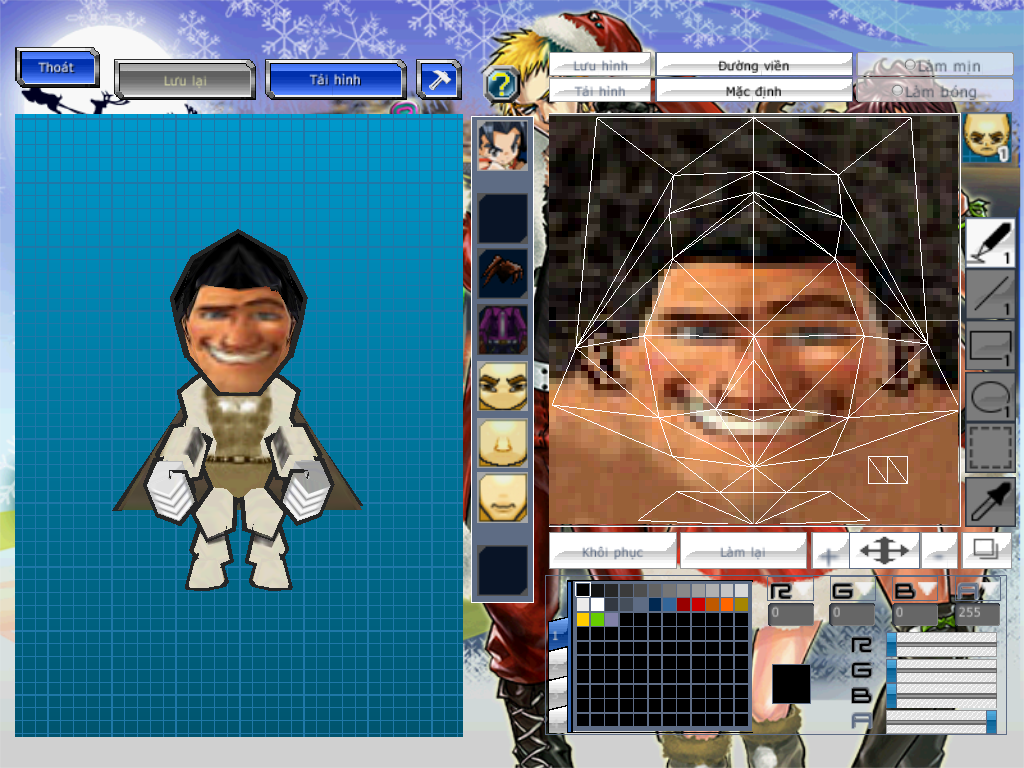 Thoát
Lưu lại
Tải hình
?
Lưu hình
Đường viền
Làm mịn
Tải hình
Mặc định
Làm bóng
1
1
1
1
1
Khôi phục
Làm lại
+
-
R G B A
0 0 0 255
1
R
G
B
A